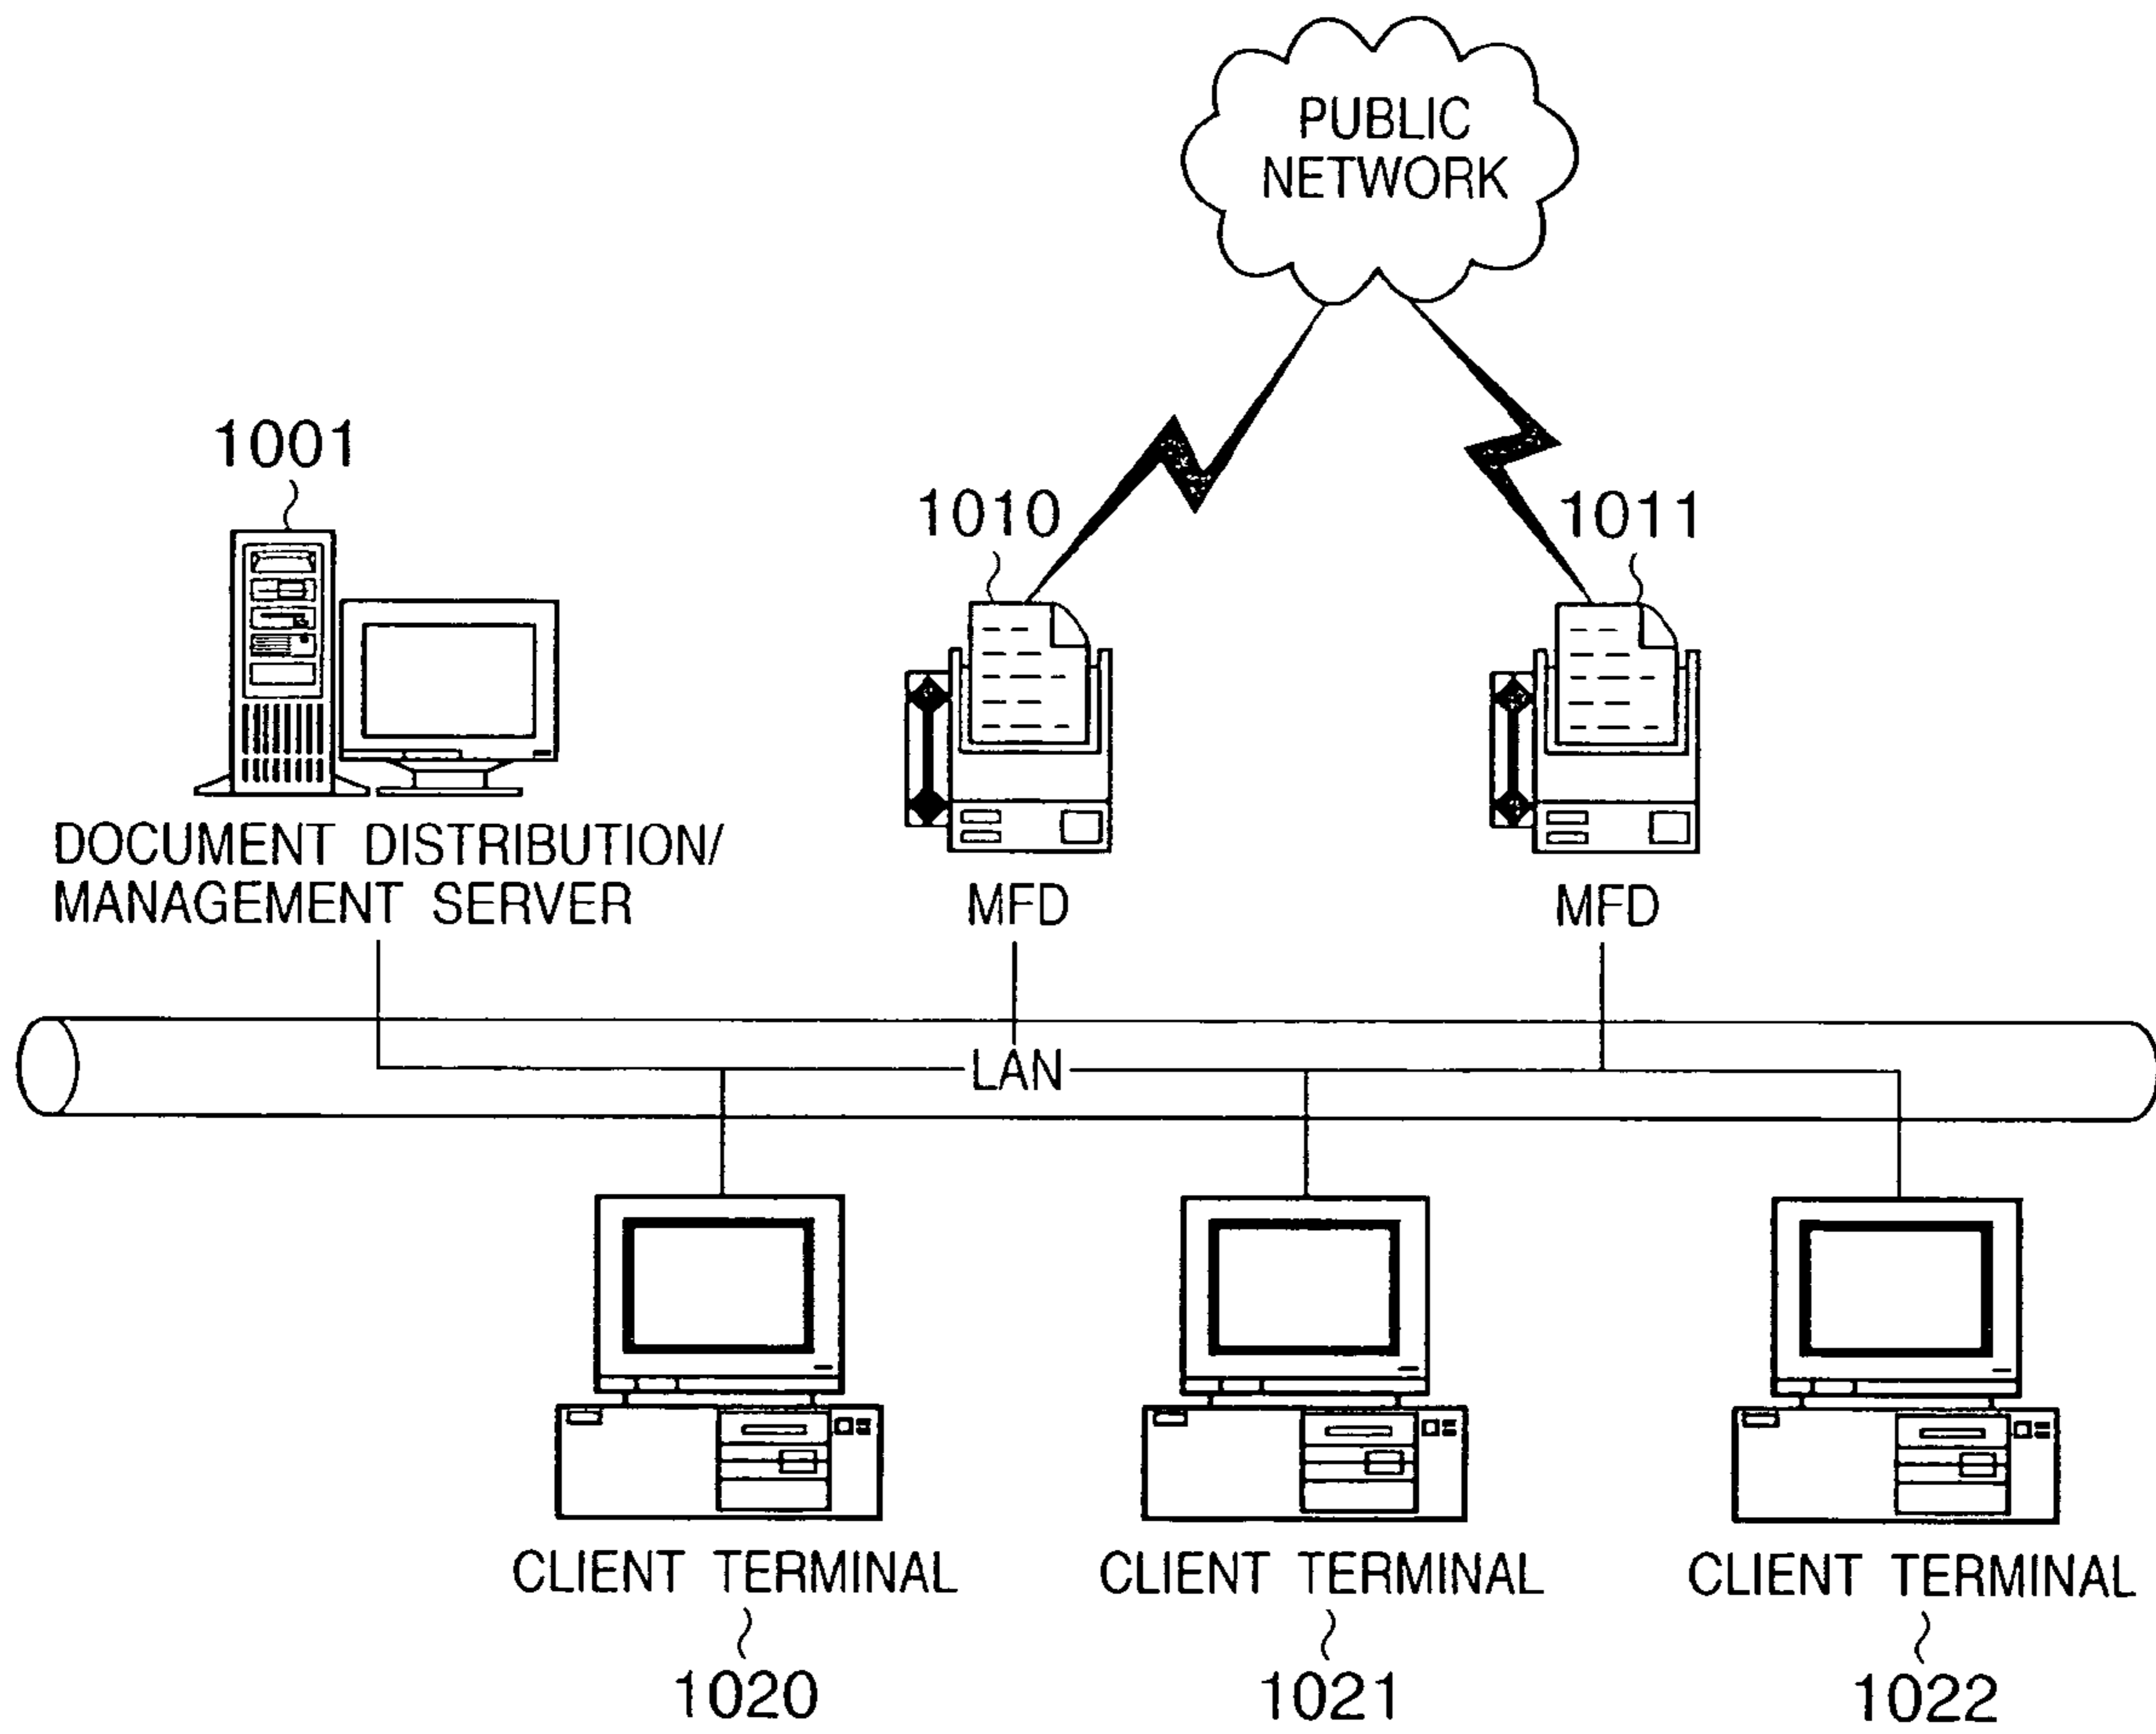 PUBLIC
NETWORK
1001
1010
1011
DOCUMENT DISTRIBUTION/
MANAGEMENT SERVER
MFD
MFD
LAN
CLIENT TERMINAL
CLIENT TERMINAL
CLIENT TERMINAL
1020
1021
1022